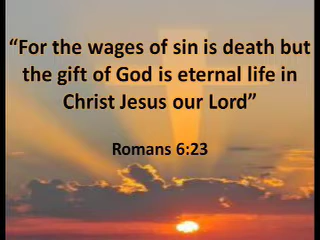 “For the wages of sin is death but
the gift of God is eternal life in
Christ Jesus our Lord”
Romans 6:23